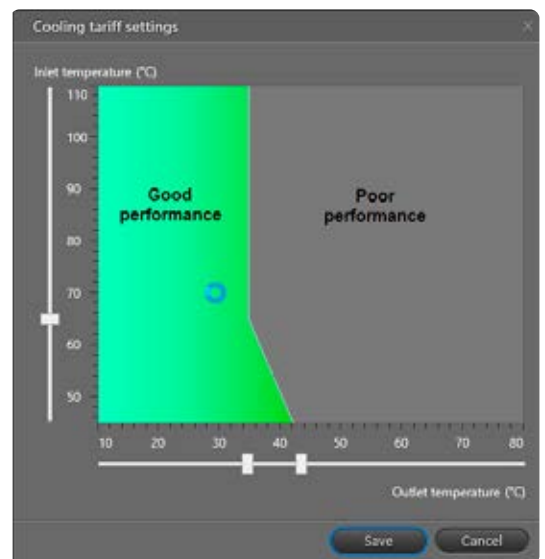 Cooling tariff settings
Inlet temperature (°C)
110
100
90
80
70
60
50
Good
performance
Poor
performance
10 20 30 40 50 60 70 80
Outlet temperature (°C)
Save Cancel